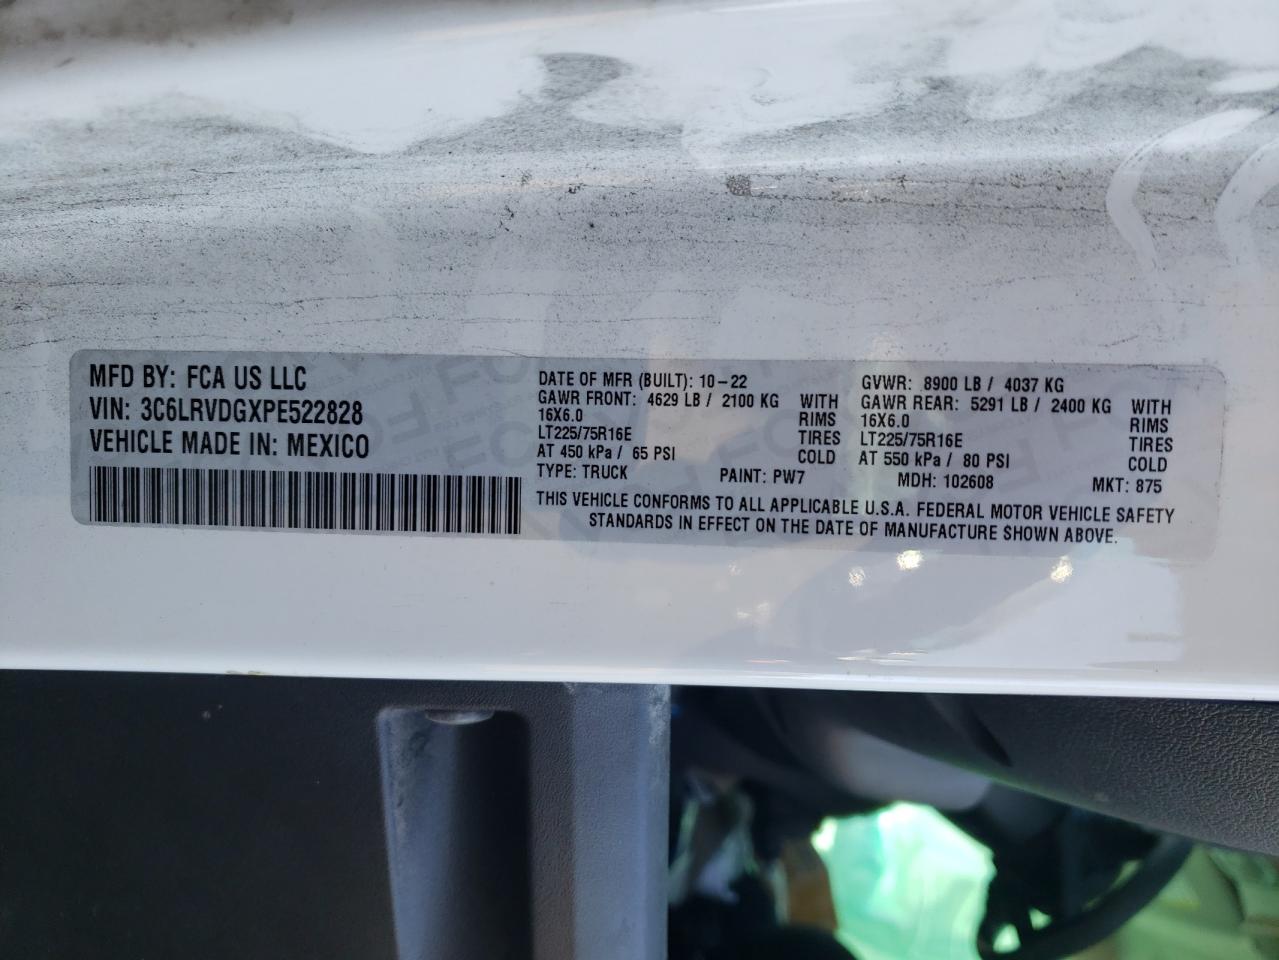 MFD BY: FCA US LLC
VIN: 3C6LRVDGXPE522828
VEHICLE MADE IN: MEXICO
DATE OF MFR (BUILT): 10-22
GAWR FRONT: 4629 LB / 2100 KG WITH
16X6.0 RIMS
LT225/75R16E TIRES
AT 450 kPa / 65 PSI COLD
TYPE: TRUCK PAINT: PW7
GVWR: 8900 LB / 4037 KG
GAWR REAR: 5291 LB / 2400 KG WITH
16X6.0 RIMS
LT225/75R16E TIRES
AT 550 kPa / 80 PSI COLD
MDH: 102608 MKT: 875
THIS VEHICLE CONFORMS TO ALL APPLICABLE U.S.A. FEDERAL MOTOR VEHICLE SAFETY
STANDARDS IN EFFECT ON THE DATE OF MANUFACTURE SHOWN ABOVE.